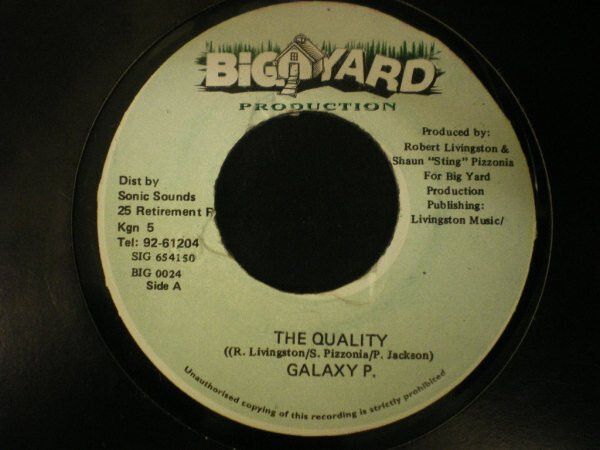 BiG YARD
PRODUCTION
Produced by:
Robert Livingston &
Shaun "Sting" Pizzonia
For Big Yard
Production
Publishing:
Livingston Music/
Dist by
Sonic Sounds
25 Retirement
Kgn 5
Tel: 92-61204
SIG 654150
BIG 0024
Side A
THE QUALITY
((R. Livingston/S. Pizzonia/P. Jackson)
GALAXY P.
Unauthorised copying of this recording is strictly prohibited